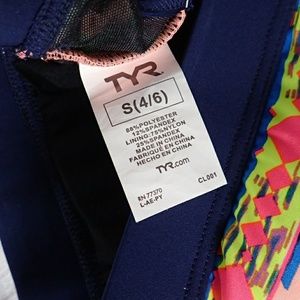 TYR
S(4/6)
88%POLYESTER
12%SPANDEX
LINING:75%NYLON
25%SPANDEX
MADE IN CHINA
FABRIQUÉ EN CHINA
HECHO EN CHINA
TYR.com
RN 77370
L-AE-PY
CL001